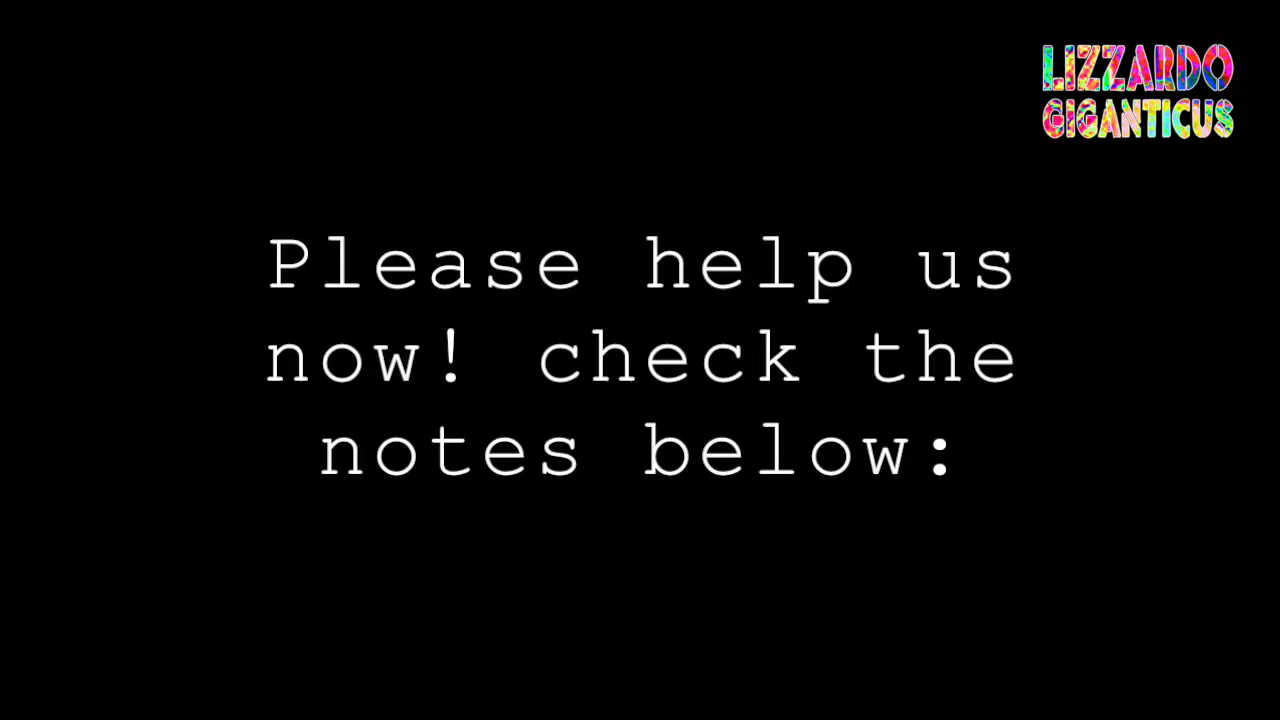 LIZZARDO
GIGANTICUS
Please help us
now! check the
notes below: